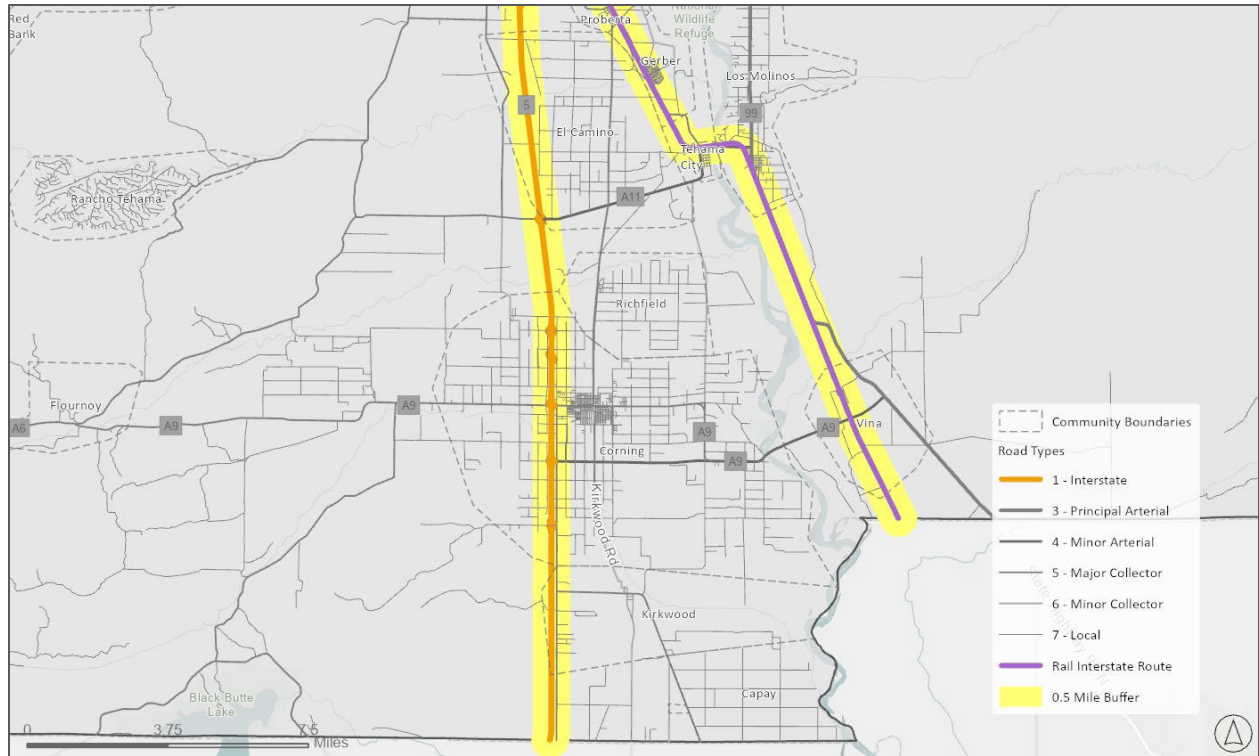 Red
Bank
Proberta
National
Wildlife
Refuge
Gerber
Los Molinos
5
99
El Camino
Tehama
City
Rancho Tehama
A11
Richfield
Flournoy
A6
A9
A9
A9
A9
A9
Vina
Corning
Kirkwood Rd
Kirkwood
Capay
Black Butte
Lake
0
3.75
7.5
Miles
Community Boundaries
Road Types
1 - Interstate
3 - Principal Arterial
4 - Minor Arterial
5 - Major Collector
6 - Minor Collector
7 - Local
Rail Interstate Route
0.5 Mile Buffer